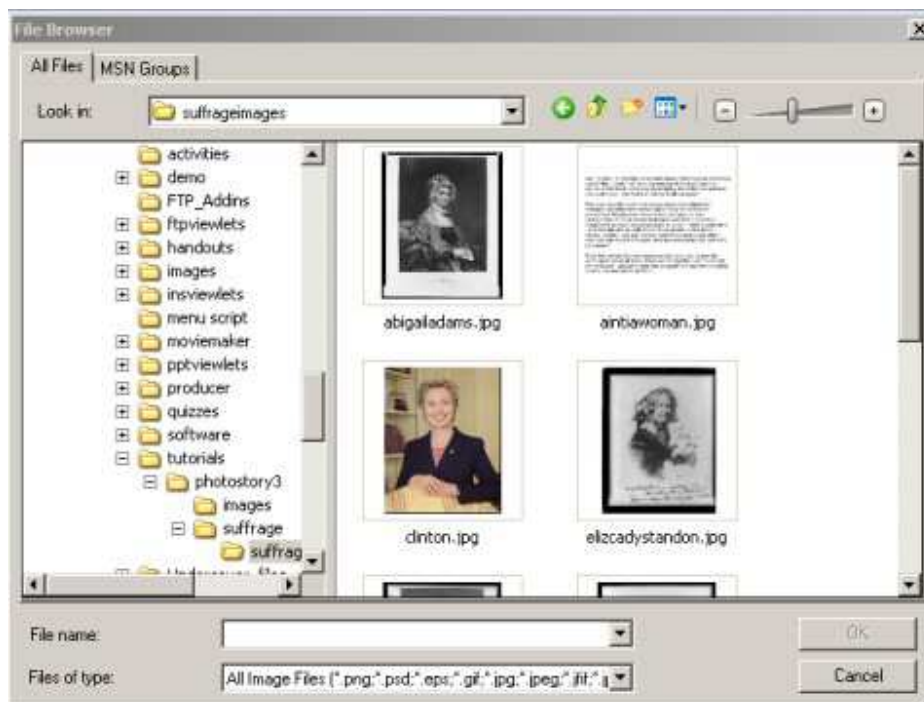 File Browser
All Files
MSN Groups
Look in:
suffrageimages
activities
demo
FTP_Addins
ftpviewlets
handouts
images
insviewlets
menu script
moviemaker
pptviewlets
producer
quizzes
software
tutorials
photostory3
images
suffrage
suffrag
abigailadams.jpg
aintiawoman.jpg
clinton.jpg
elizcadystandon.jpg
File name:
OK
Files of type:
All Image Files (*.png;*.psd;*.eps;*.gif;*.jpg;*.jpeg;*.jfif;*.j
Cancel